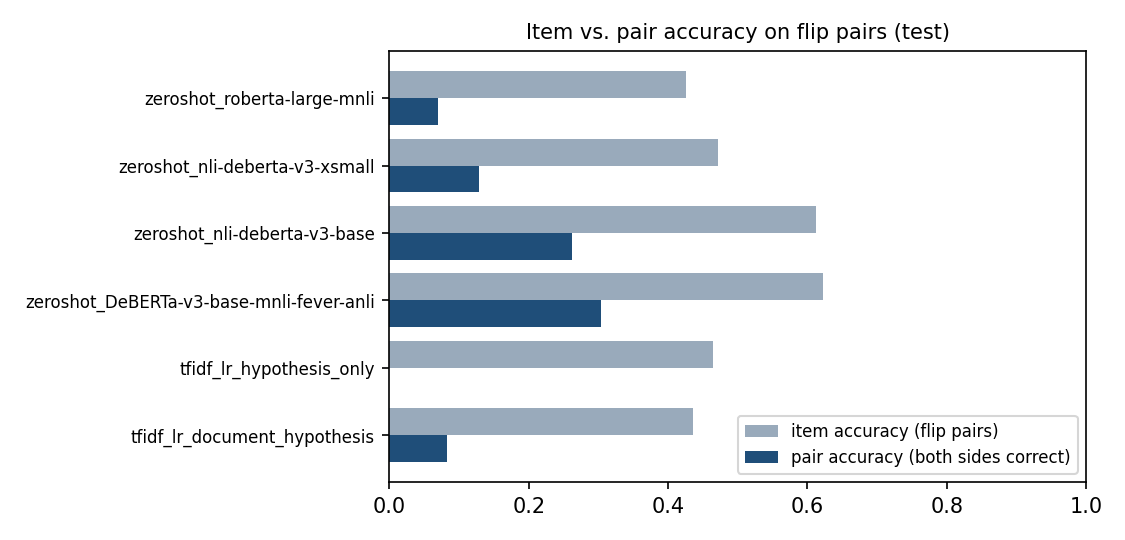 Item vs. pair accuracy on flip pairs (test)
zeroshot_roberta-large-mnli
zeroshot_nli-deberta-v3-xsmall
zeroshot_nli-deberta-v3-base
zeroshot_DeBERTa-v3-base-mnli-fever-anli
tfidf_lr_hypothesis_only
tfidf_lr_document_hypothesis
item accuracy (flip pairs)
pair accuracy (both sides correct)
0.0 0.2 0.4 0.6 0.8 1.0